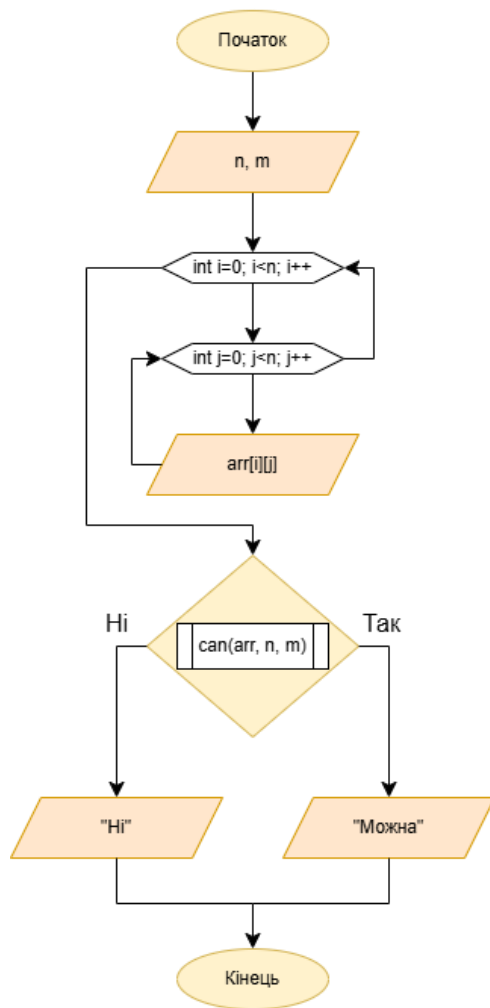 Початок
n, m
int i=0; i<n; i++
int j=0; j<n; j++
arr[i][j]
Ні
Так
can(arr, n, m)
"Ні"
"Можна"
Кінець